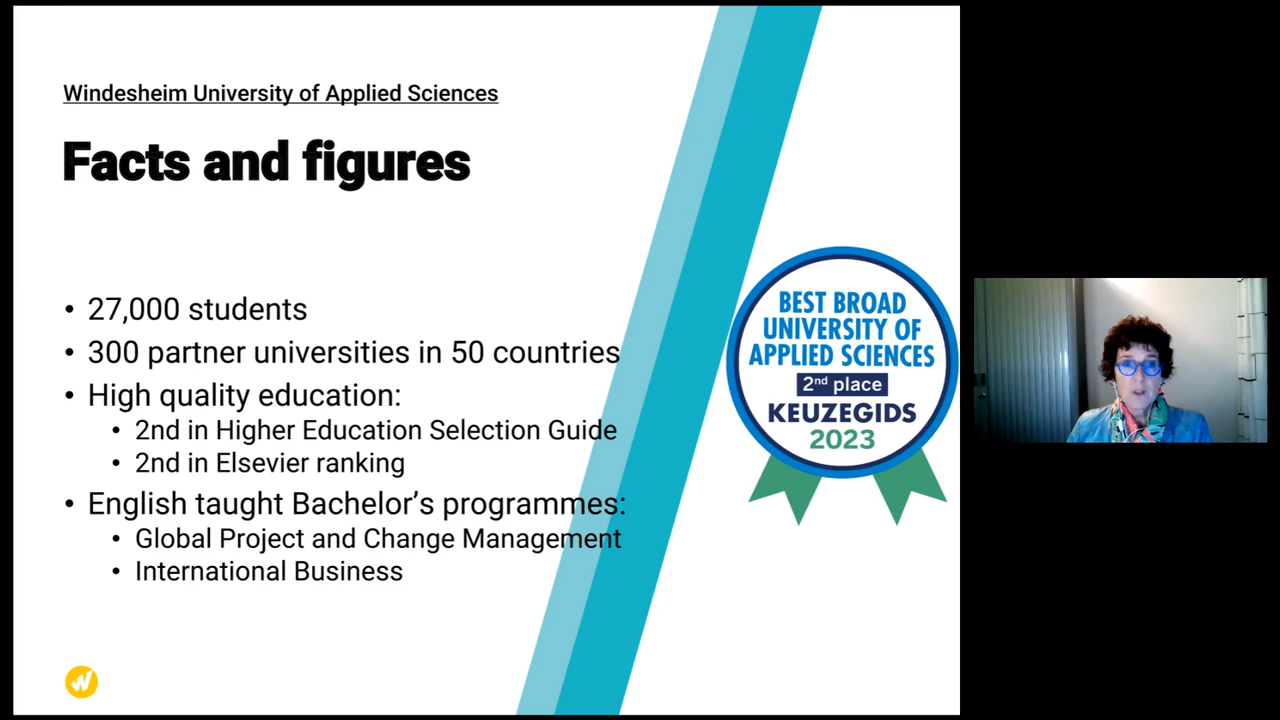 Windesheim University of Applied Sciences
Facts and figures
• 27,000 students
• 300 partner universities in 50 countries
• High quality education:
• 2nd in Higher Education Selection Guide
• 2nd in Elsevier ranking
• English taught Bachelor’s programmes:
• Global Project and Change Management
• International Business
BEST BROAD
UNIVERSITY OF
APPLIED SCIENCES
2nd place
KEUZEGIDS
2023
W